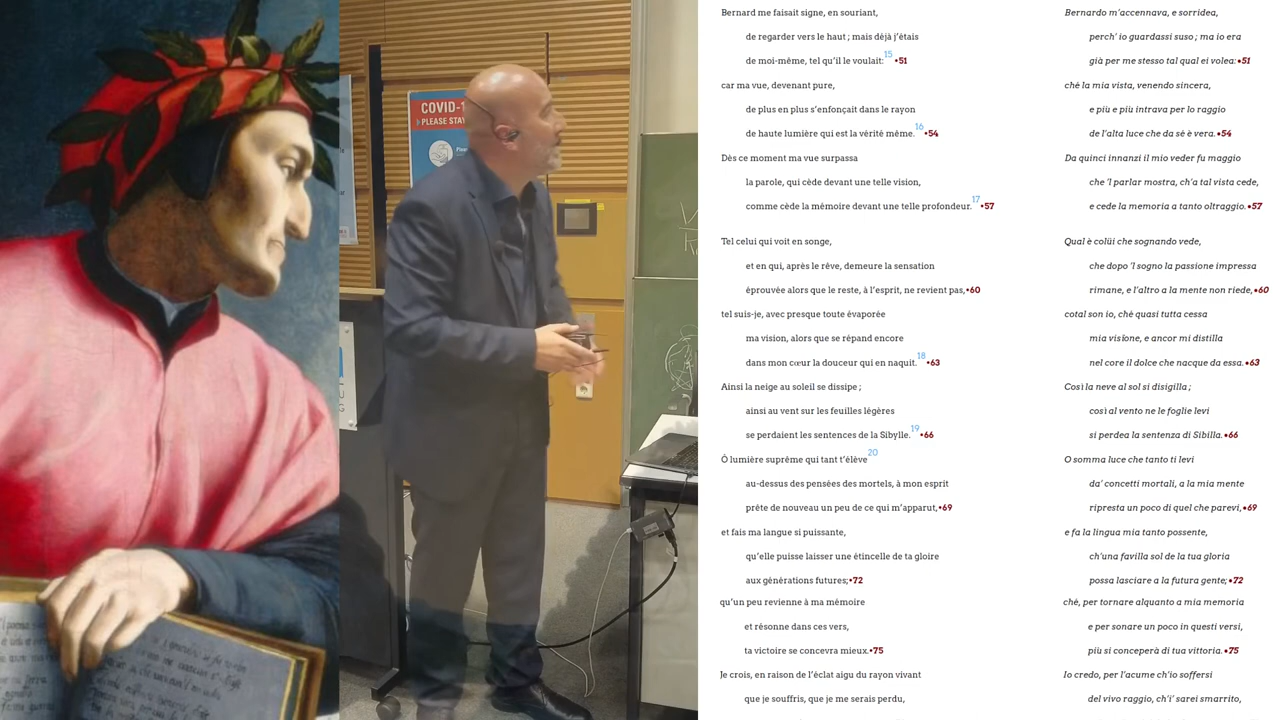 COVID-1
PLEASE STAY
Bernard me faisait signe, en souriant,
de regarder vers le haut ; mais déjà j’étais
de moi-même, tel qu’il le voulait:15 •51
car ma vue, devenant pure,
de plus en plus s’enfonçait dans le rayon
de haute lumière qui est la vérité même.16 •54
Dès ce moment ma vue surpassa
la parole, qui cède devant une telle vision,
comme cède la mémoire devant une telle profondeur.17 •57
Tel celui qui voit en songe,
et en qui, après le rêve, demeure la sensation
éprouvée alors que le reste, à l’esprit, ne revient pas,•60
tel suis-je, avec presque toute évaporée
ma vision, alors que se répand encore
dans mon cœur la douceur qui en naquit.18 •63
Ainsi la neige au soleil se dissipe ;
ainsi au vent sur les feuilles légères
se perdaient les sentences de la Sibylle.19 •66
Ô lumière suprême qui tant t’élève20
au-dessus des pensées des mortels, à mon esprit
prête de nouveau un peu de ce qui m’apparut,•69
et fais ma langue si puissante,
qu’elle puisse laisser une étincelle de ta gloire
aux générations futures;•72
qu’un peu revienne à ma mémoire
et résonne dans ces vers,
ta victoire se concevra mieux.•75
Je crois, en raison de l’éclat aigu du rayon vivant
que je souffris, que je me serais perdu,
Bernardo m’accennava, e sorridea,
perch’ io guardassi suso ; ma io era
già per me stesso tal qual ei volea:•51
ché la mia vista, venendo sincera,
e più e più intrava per lo raggio
de l’alta luce che da sé è vera.•54
Da quinci innanzi il mio veder fu maggio
che ’l parlar mostra, ch’a tal vista cede,
e cede la memoria a tanto oltraggio.•57
Qual è colüi che sognando vede,
che dopo ’l sogno la passione impressa
rimane, e l’altro a la mente non riede,•60
cotal son io, ché quasi tutta cessa
mia visïone, e ancor mi distilla
nel core il dolce che nacque da essa.•63
Così la neve al sol si disigilla ;
così al vento ne le foglie levi
si perdea la sentenza di Sibilla.•66
O somma luce che tanto ti levi
da’ concetti mortali, a la mia mente
ripresta un poco di quel che parevi,•69
e fa la lingua mia tanto possente,
ch’una favilla sol de la tua gloria
possa lasciare a la futura gente;•72
ché, per tornare alquanto a mia memoria
e per sonare un poco in questi versi,
più si conceperà di tua vittoria.•75
Io credo, per l’acume ch’io soffersi
del vivo raggio, ch’i’ sarei smarrito,